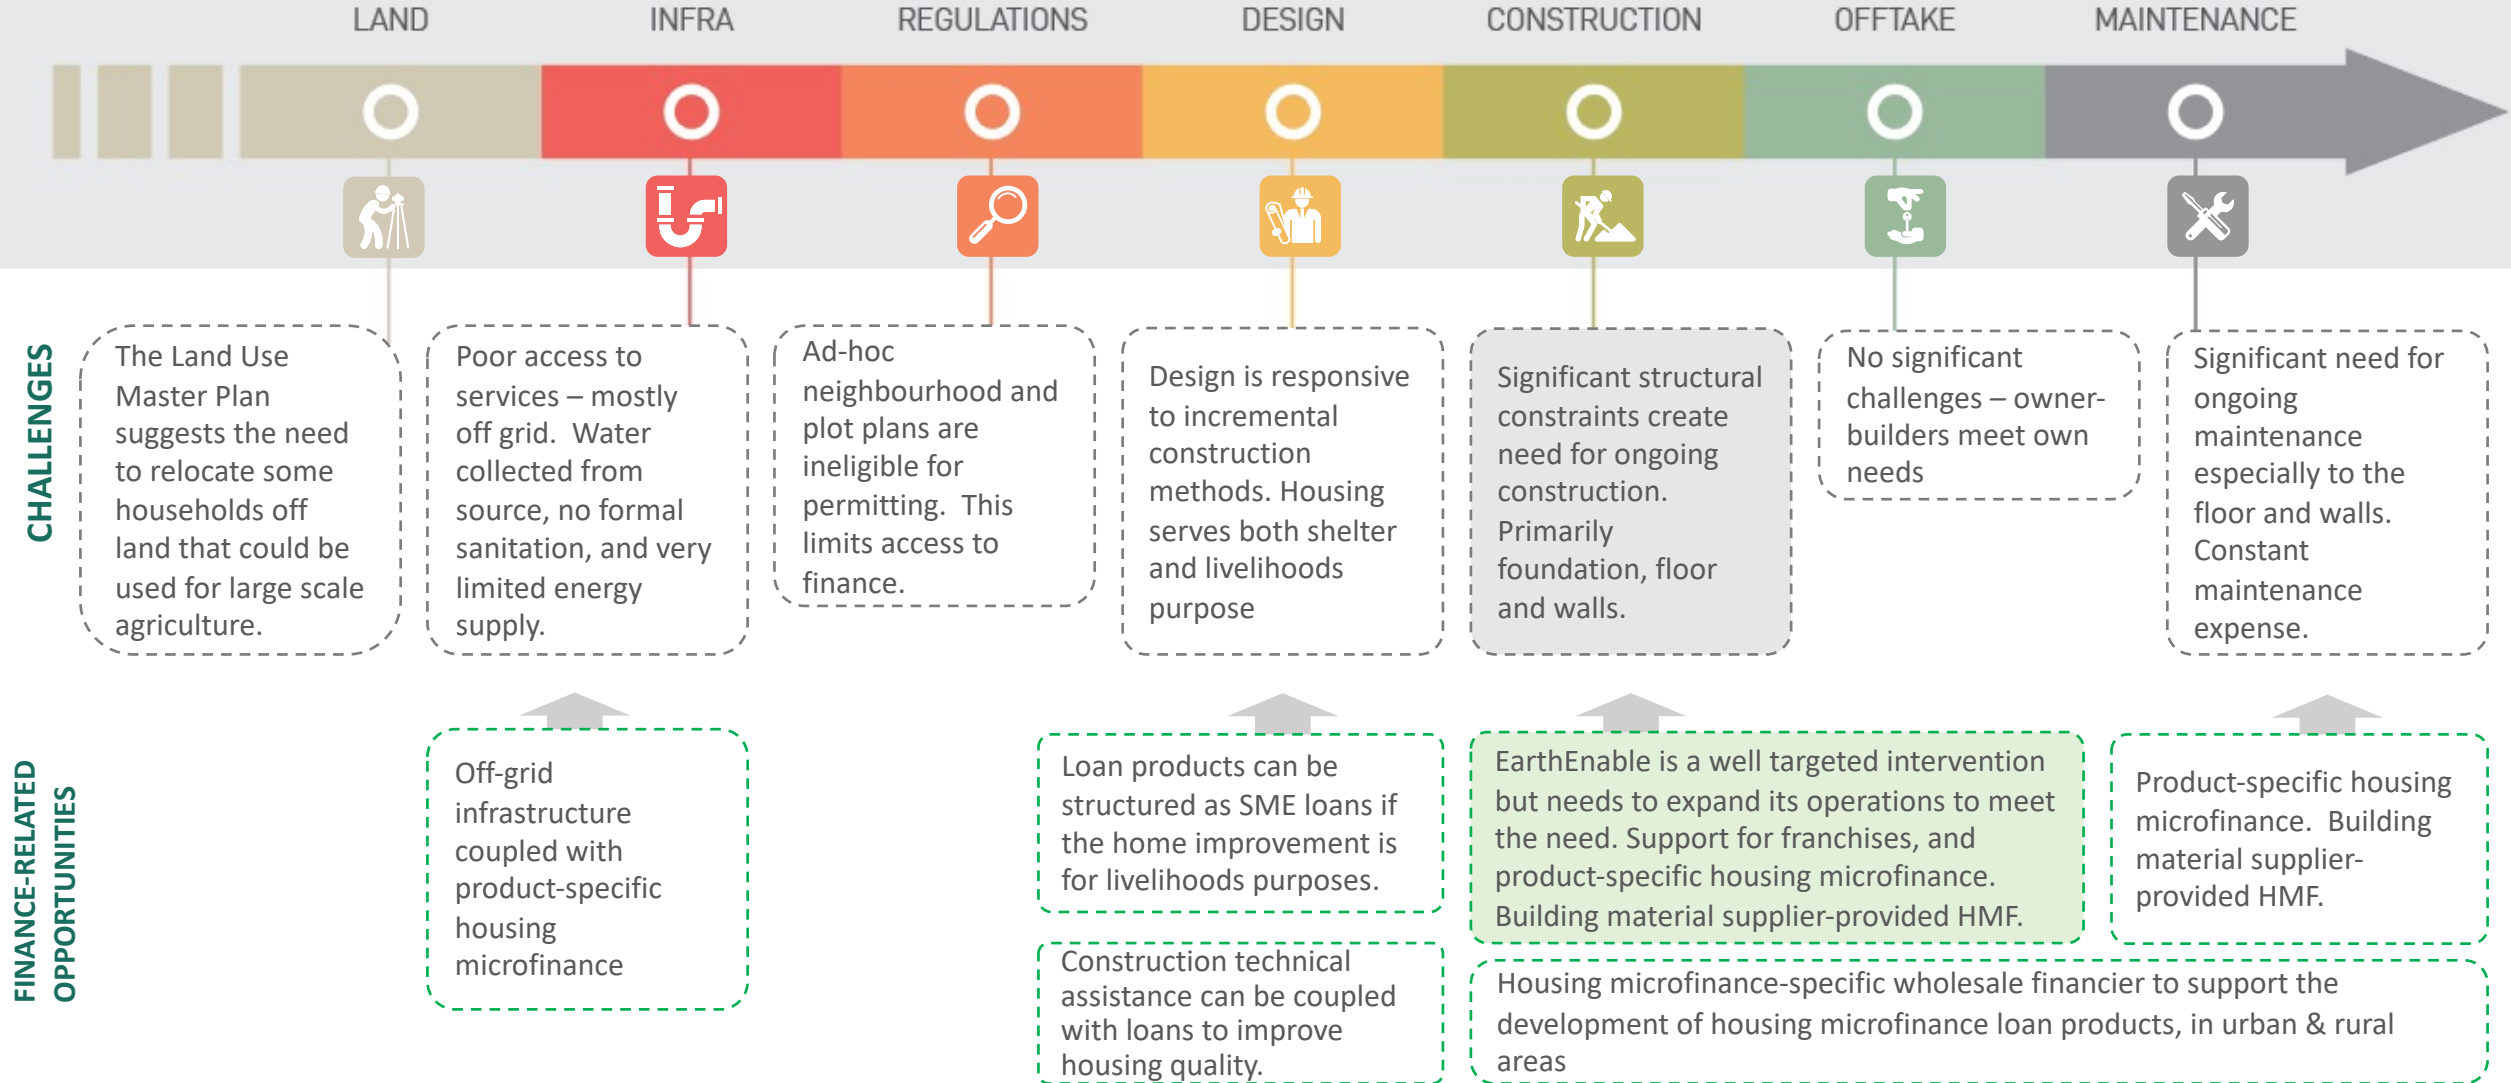 LAND
INFRA
REGULATIONS
DESIGN
CONSTRUCTION
OFFTAKE
MAINTENANCE
CHALLENGES
The Land Use
Master Plan
suggests the need
to relocate some
households off
land that could be
used for large scale
agriculture.
Poor access to
services – mostly
off grid.  Water
collected from
source, no formal
sanitation, and very
limited energy
supply.
Ad-hoc
neighbourhood and
plot plans are
ineligible for
permitting.  This
limits access to
finance.
Design is responsive
to incremental
construction
methods. Housing
serves both shelter
and livelihoods
purpose
Significant structural
constraints create
need for ongoing
construction.
Primarily
foundation, floor
and walls.
No significant
challenges – owner-
builders meet own
needs
Significant need for
ongoing
maintenance
especially to the
floor and walls.
Constant
maintenance
expense.
FINANCE-RELATED
OPPORTUNITIES
Off-grid
infrastructure
coupled with
product-specific
housing
microfinance
Loan products can be
structured as SME loans if
the home improvement is
for livelihoods purposes.
Construction technical
assistance can be coupled
with loans to improve
housing quality.
EarthEnable is a well targeted intervention
but needs to expand its operations to meet
the need. Support for franchises, and
product-specific housing microfinance.
Building material supplier-provided HMF.
Product-specific housing
microfinance.  Building
material supplier-
provided HMF.
Housing microfinance-specific wholesale financier to support the
development of housing microfinance loan products, in urban & rural
areas